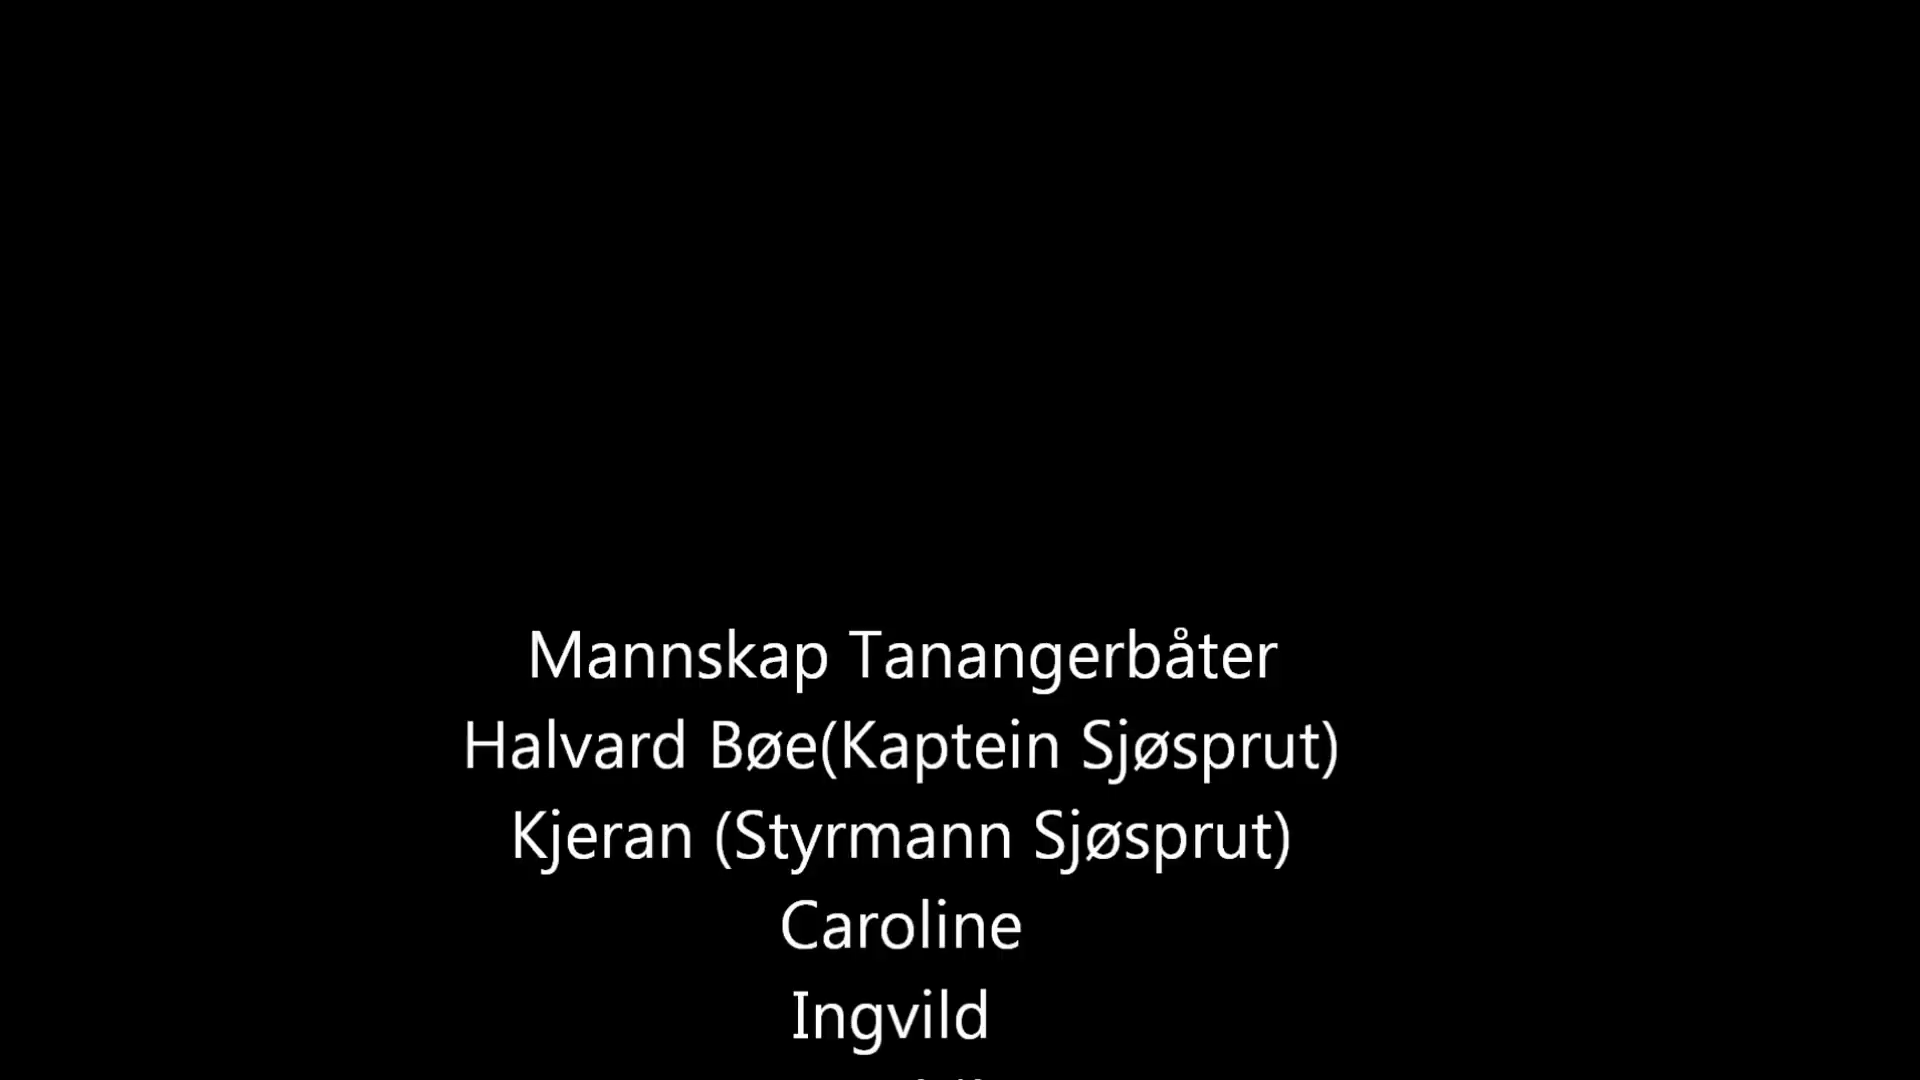 Mannskap Tanangerbåter
Halvard Bøe(Kaptein Sjøsprut)
Kjeran (Styrmann Sjøsprut)
Caroline
Ingvild